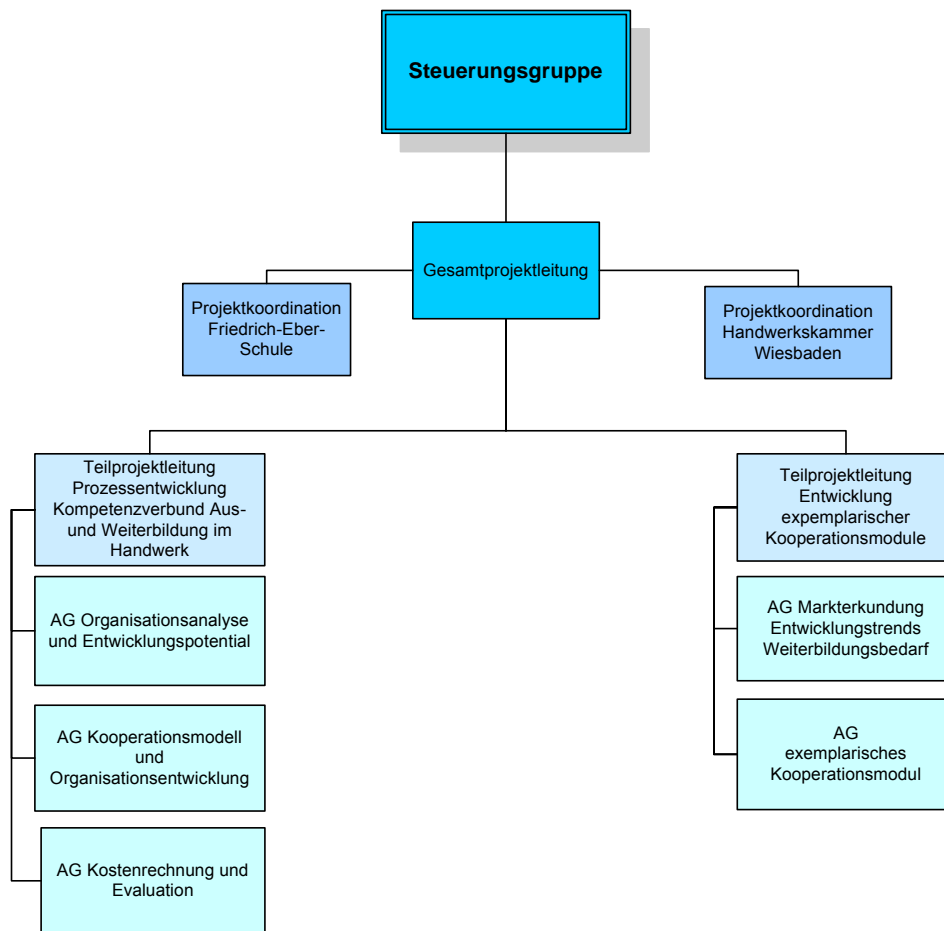 Steuerungsgruppe
Gesamtprojektleitung
Projektkoordination
Friedrich-Eber-
Schule
Projektkoordination
Handwerkskammer
Wiesbaden
Teilprojektleitung
Prozessentwicklung
Kompetenzverbund Aus-
und Weiterbildung im
Handwerk
AG Organisationsanalyse
und Entwicklungspotential
AG Kooperationsmodell
und
Organisationsentwicklung
AG Kostenrechnung und
Evaluation
Teilprojektleitung
Entwicklung
expemplarischer
Kooperationsmodule
AG Markterkundung
Entwicklungstrends
Weiterbildungsbedarf
AG
exemplarisches
Kooperationsmodul